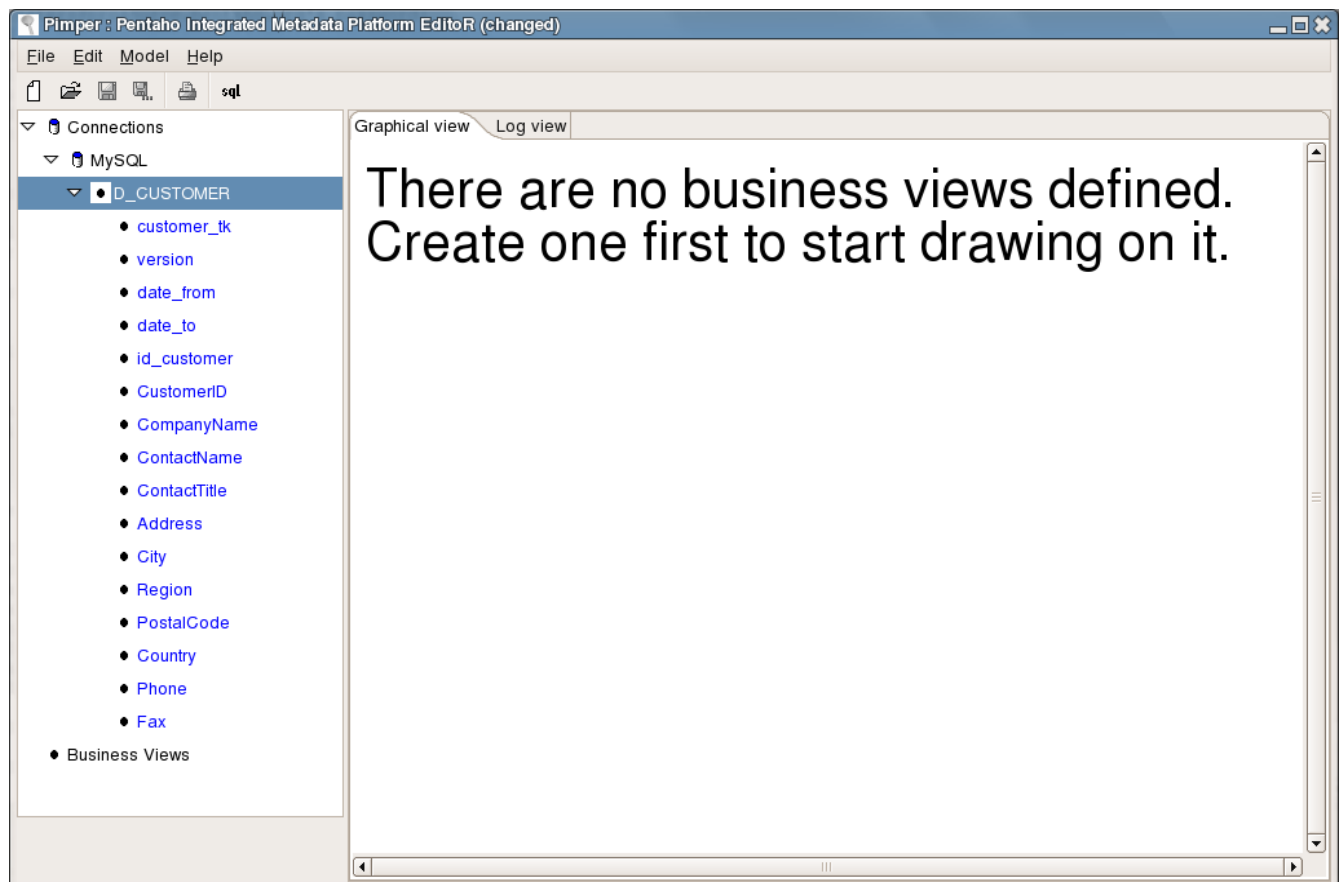 Pimper : Pentaho Integrated Metadata Platform EditoR (changed)
File Edit Model Help
sql
Connections
MySQL
D_CUSTOMER
customer_tk
version
date_from
date_to
id_customer
CustomerID
CompanyName
ContactName
ContactTitle
Address
City
Region
PostalCode
Country
Phone
Fax
Business Views
Graphical view Log view
There are no business views defined.
Create one first to start drawing on it.